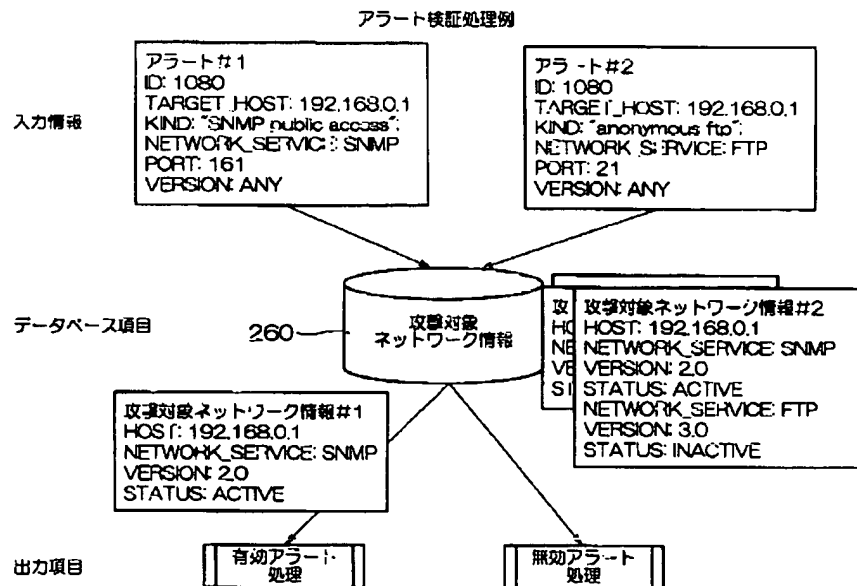 アラート検証処理例
入力情報
アラート#1
ID: 1080
TARGET_HOST: 192.168.0.1
KIND: "SNMP public access";
NETWORK_SERVICE: SNMP
PORT: 161
VERSION: ANY
アラート#2
ID: 1080
TARGET_HOST: 192.168.0.1
KIND: "anonymous ftp";
NETWORK_SERVICE: FTP
PORT: 21
VERSION: ANY
データベース項目
260
攻撃対象
ネットワーク情報
攻撃対象ネットワーク情報#2
HOST: 192.168.0.1
NETWORK_SERVICE: SNMP
VERSION: 2.0
STATUS: ACTIVE
NETWORK_SERVICE: FTP
VERSION: 3.0
STATUS: INACTIVE
攻
HO
NE
VE
S
攻撃対象ネットワーク情報#1
HOST: 192.168.0.1
NETWORK_SERVICE: SNMP
VERSION: 2.0
STATUS: ACTIVE
出力項目
有効アラート
処理
無効アラート
処理